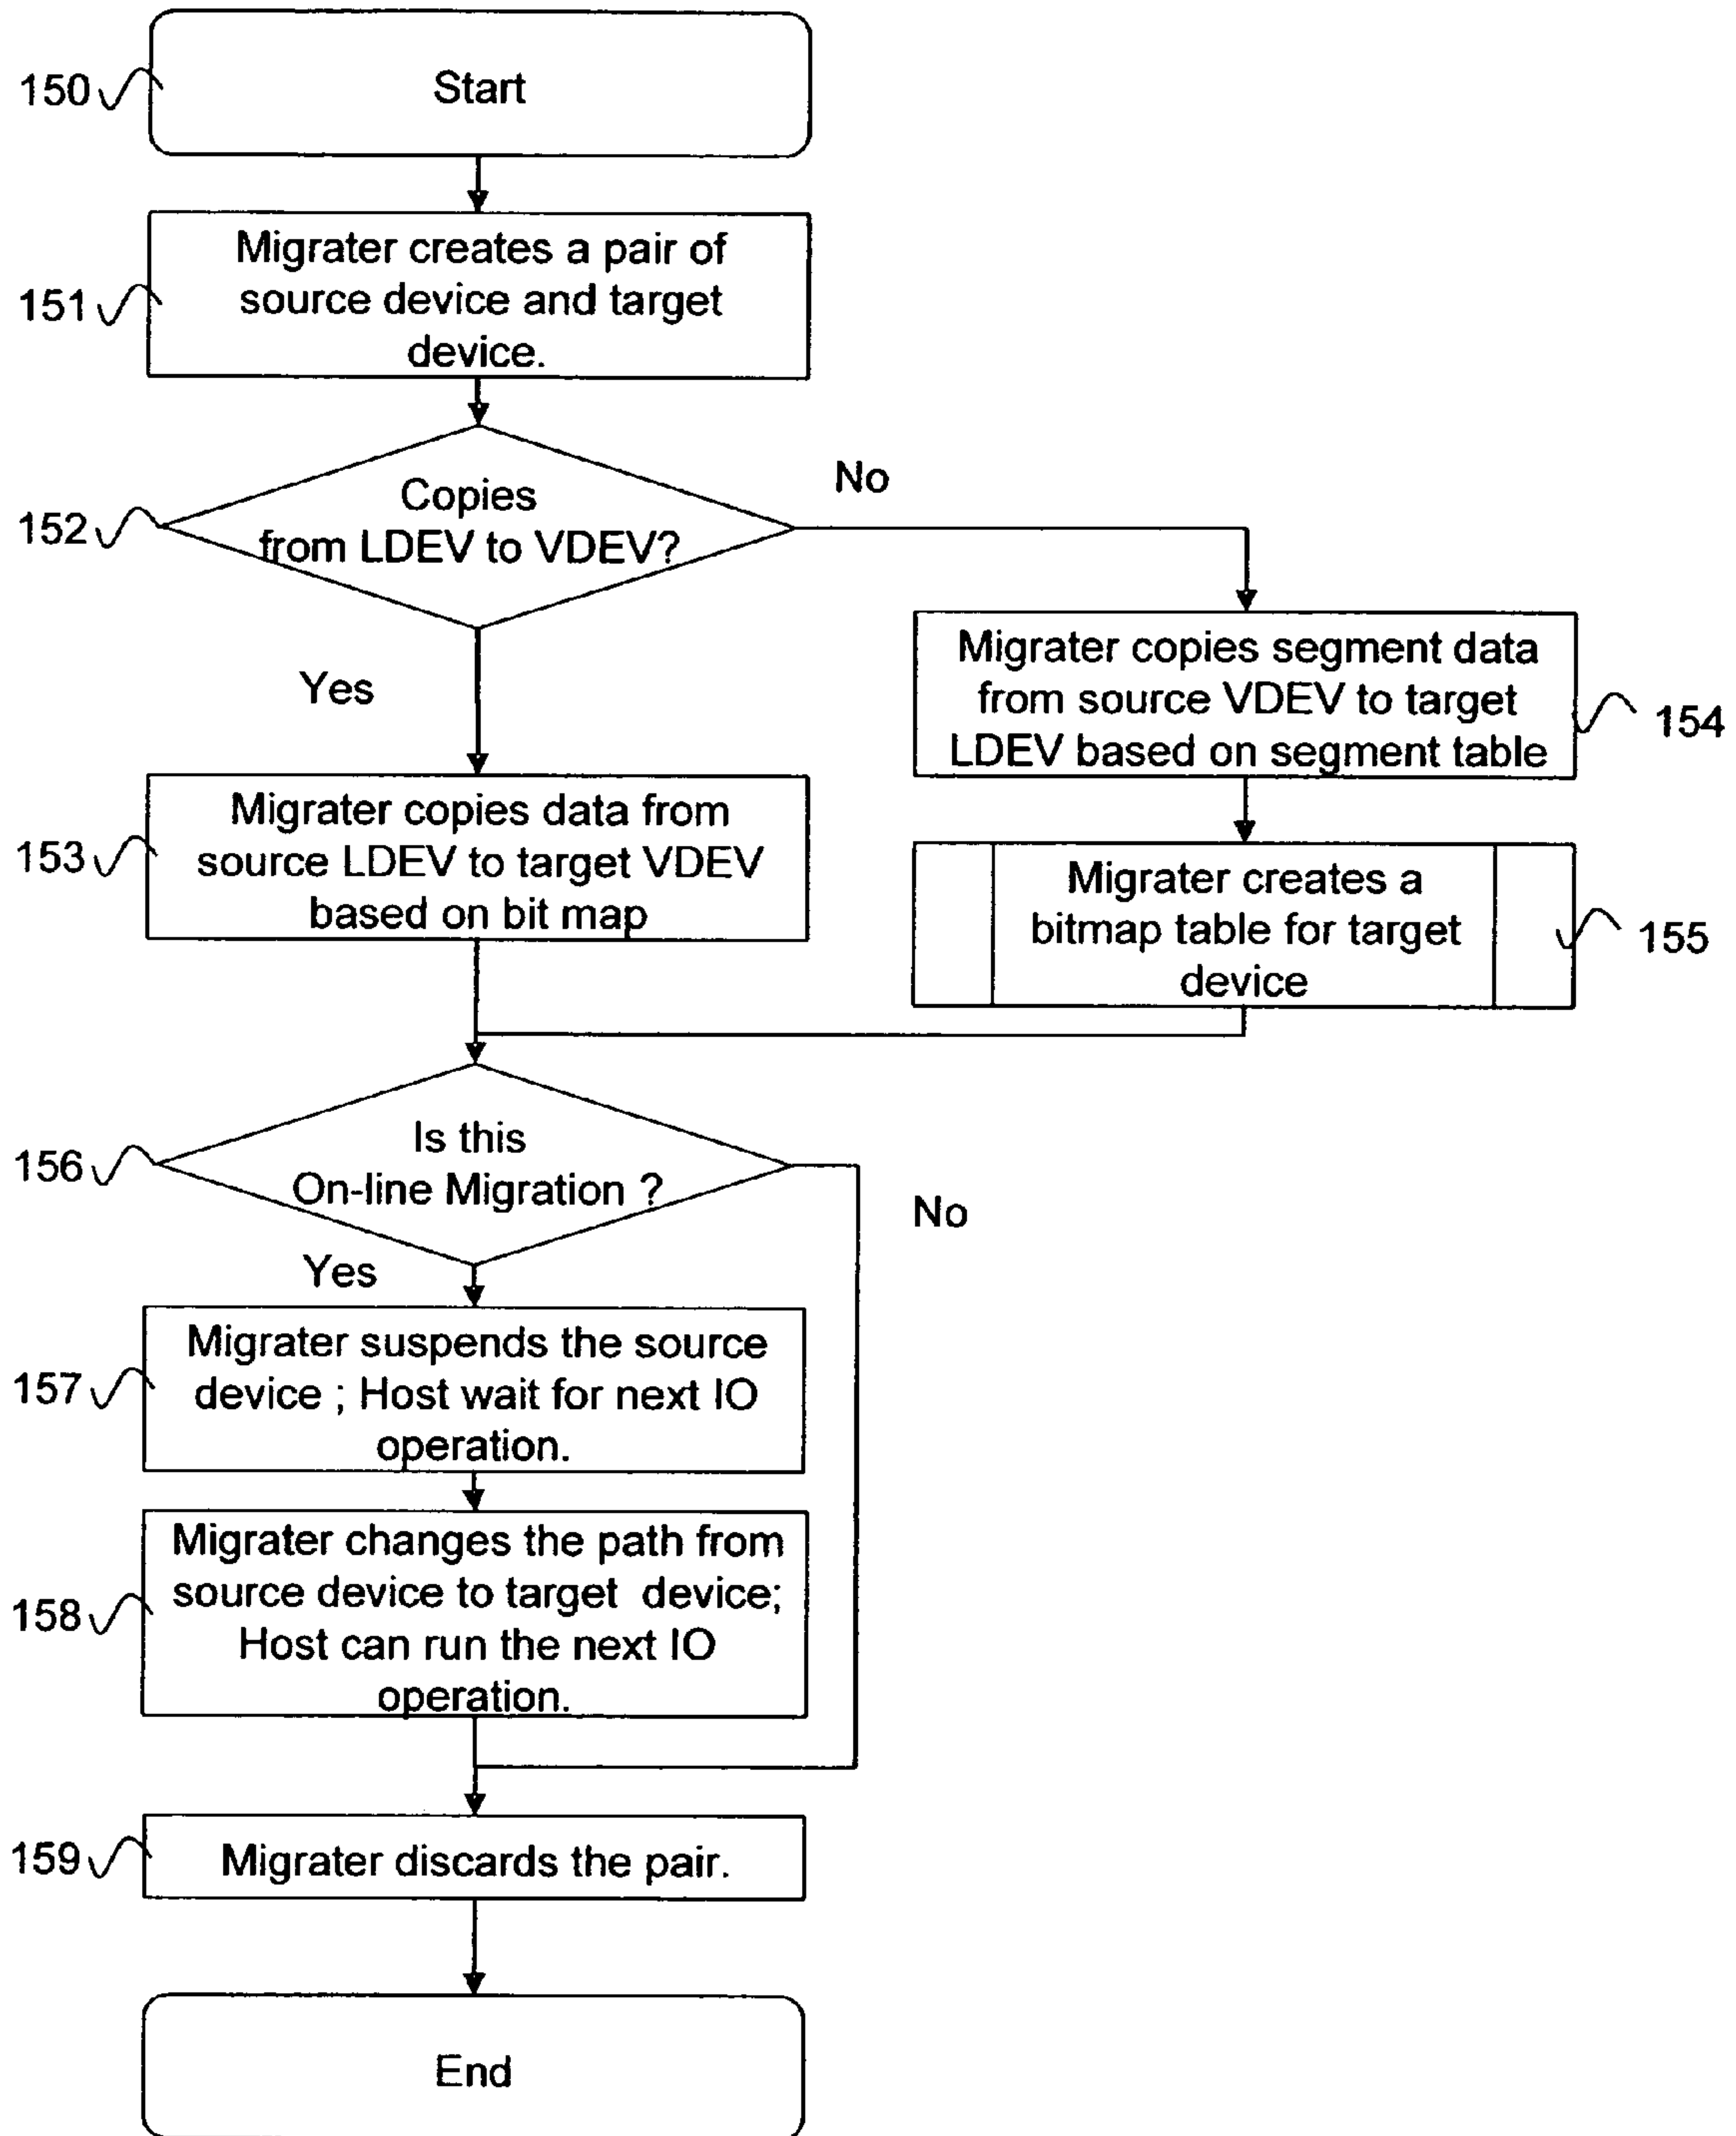 150
Start
151
Migrater creates a pair of
source device and target
device.
152
Copies
from LDEV to VDEV?
No
Yes
Migrater copies segment data
from source VDEV to target
LDEV based on segment table
154
153
Migrater copies data from
source LDEV to target VDEV
based on bit map
Migrater creates a
bitmap table for target
device
155
156
Is this
On-line Migration ?
No
Yes
157
Migrater suspends the source
device ; Host wait for next IO
operation.
158
Migrater changes the path from
source device to target device;
Host can run the next IO
operation.
159
Migrater discards the pair.
End